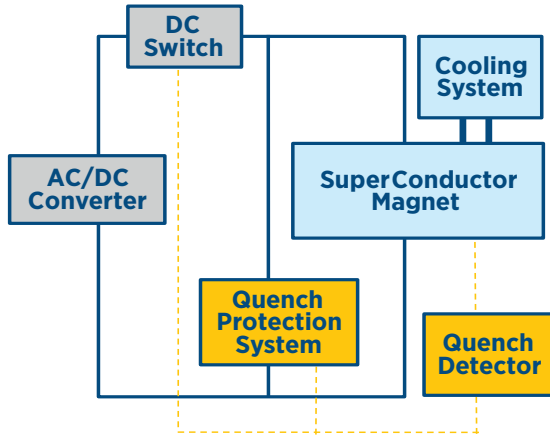 DC
Switch
Cooling
System
AC/DC
Converter
SuperConductor
Magnet
Quench
Protection
System
Quench
Detector